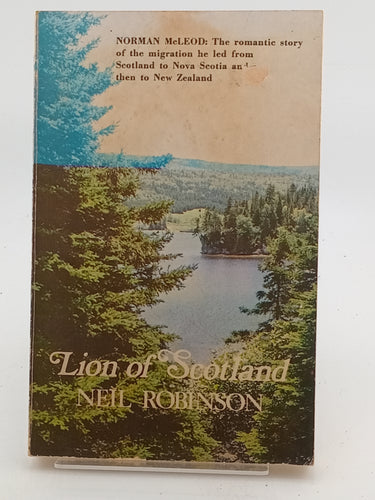 NORMAN McLEOD: The romantic story
of the migration he led from
Scotland to Nova Scotia and
then to New Zealand
Lion of Scotland
NEIL ROBINSON